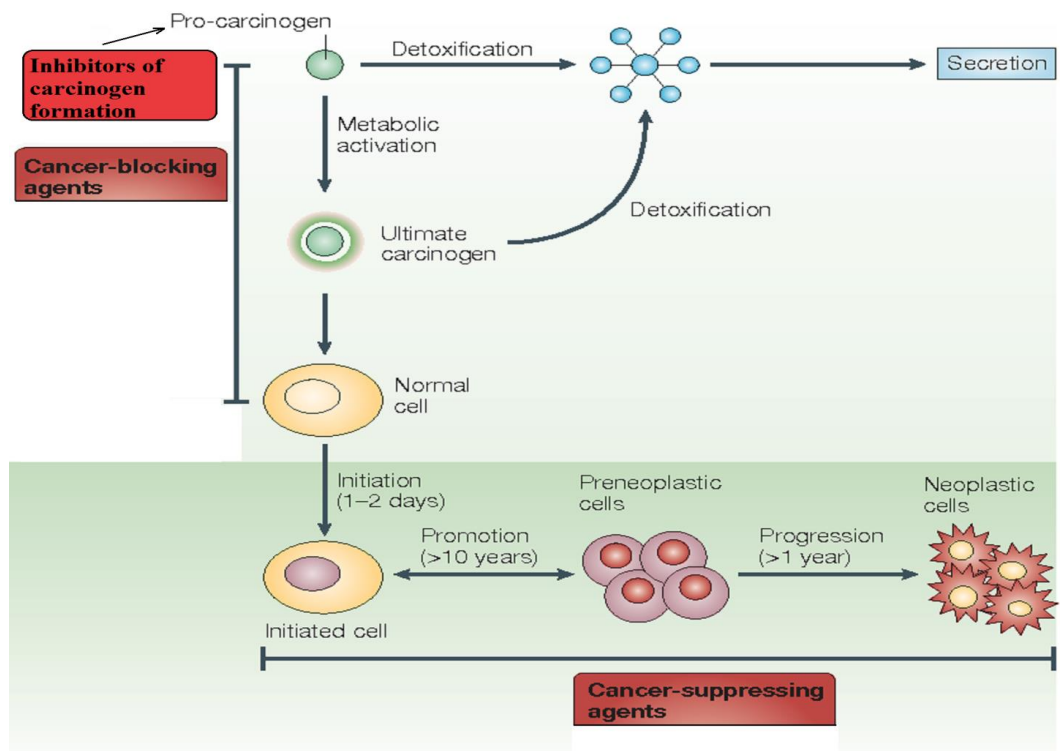 Pro-carcinogen
Inhibitors of
carcinogen
formation
Detoxification
Secretion
Metabolic
activation
Cancer-blocking
agents
Detoxification
Ultimate
carcinogen
Normal
cell
Initiation
(1–2 days)
Preneoplastic
cells
Neoplastic
cells
Promotion
(>10 years)
Progression
(>1 year)
Initiated cell
Cancer-suppressing
agents